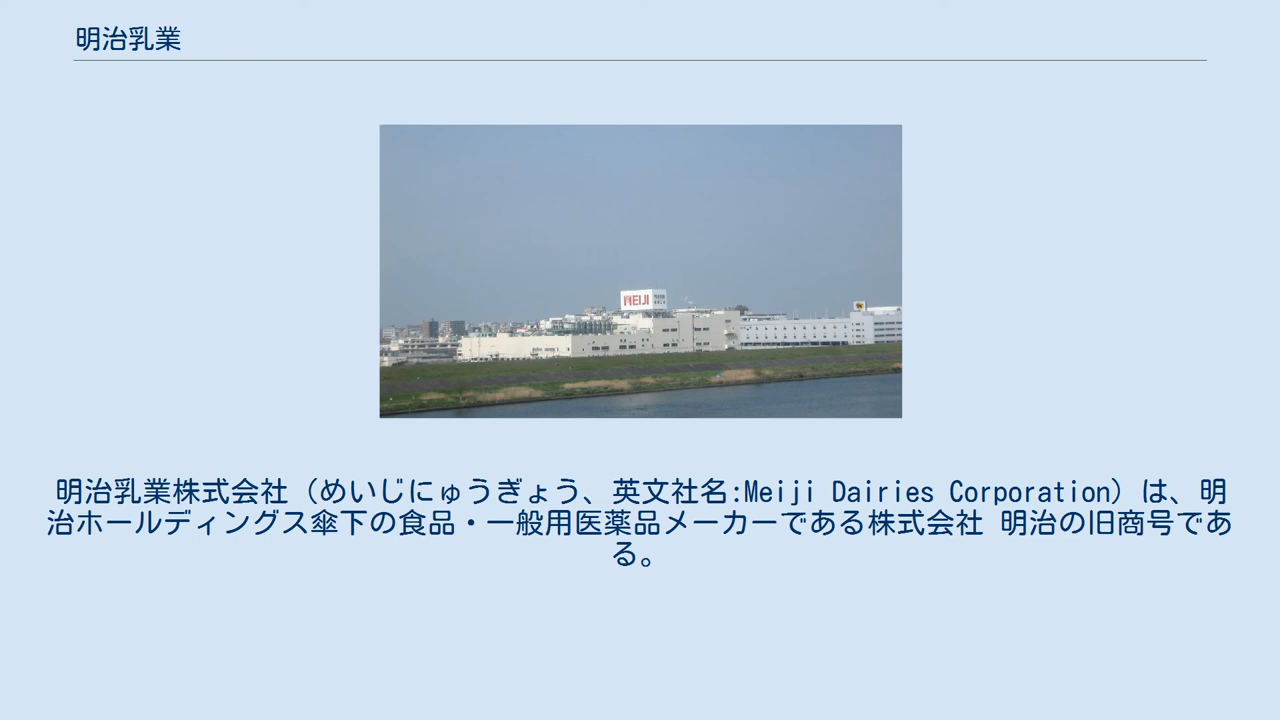 明治乳業
MEIJI
明治乳業株式会社（めいじにゅうぎょう、英文社名:Meiji Dairies Corporation）は、明
治ホールディングス傘下の食品・一般用医薬品メーカーである株式会社 明治の旧商号であ
る。